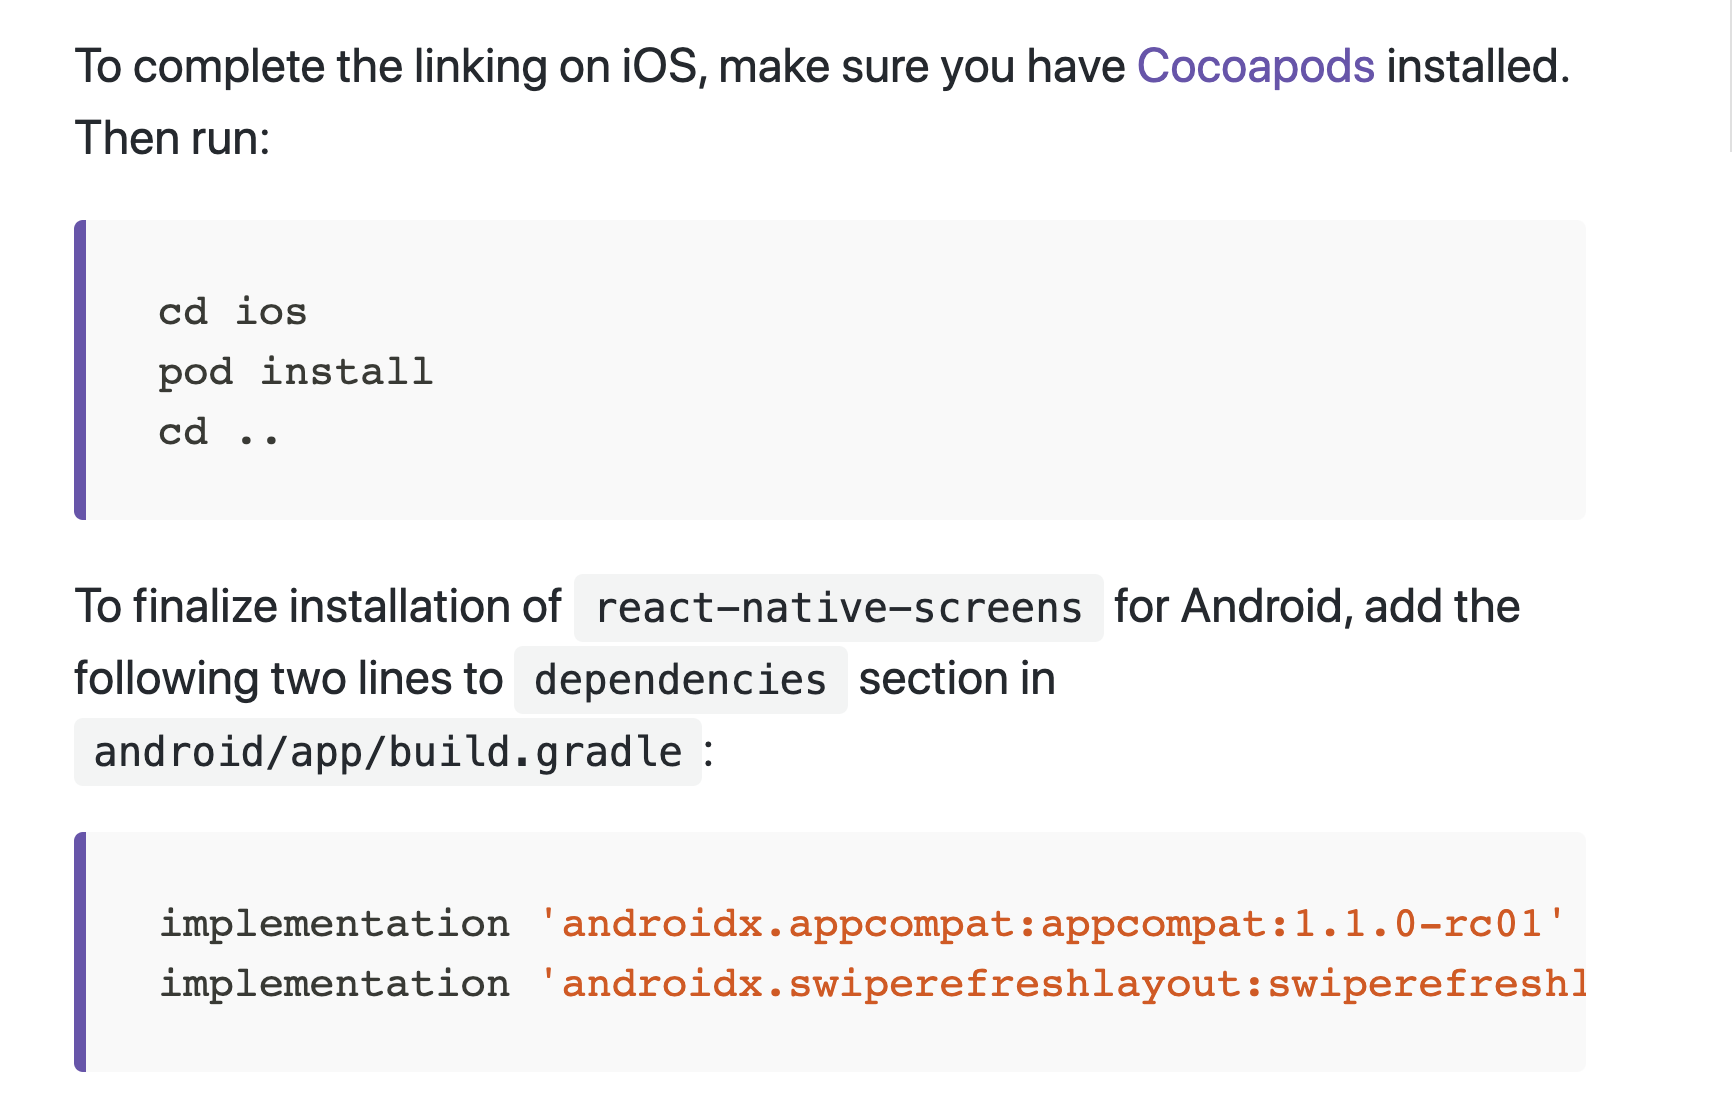 To complete the linking on iOS, make sure you have Cocoapods installed.
Then run:
cd ios
pod install
cd ..
To finalize installation of react-native-screens for Android, add the
following two lines to dependencies section in
android/app/build.gradle :
implementation 'androidx.appcompat:appcompat:1.1.0-rc01'
implementation 'androidx.swiperefreshlayout:swiperefreshl